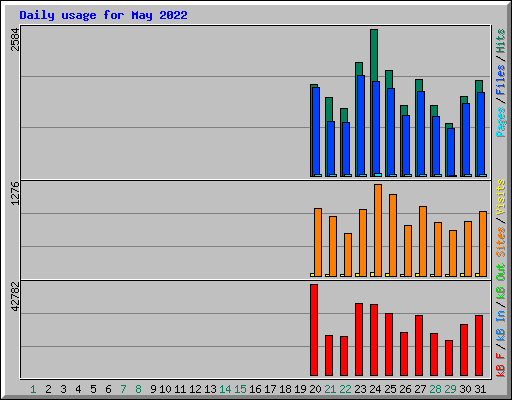 Daily usage for May 2022
2584
Pages / Files / Hits
1276
Sites / Visits
42782
kB F / kB In / kB Out
1 2 3 4 5 6 7 8 9 10 11 12 13 14 15 16 17 18 19 20 21 22 23 24 25 26 27 28 29 30 31